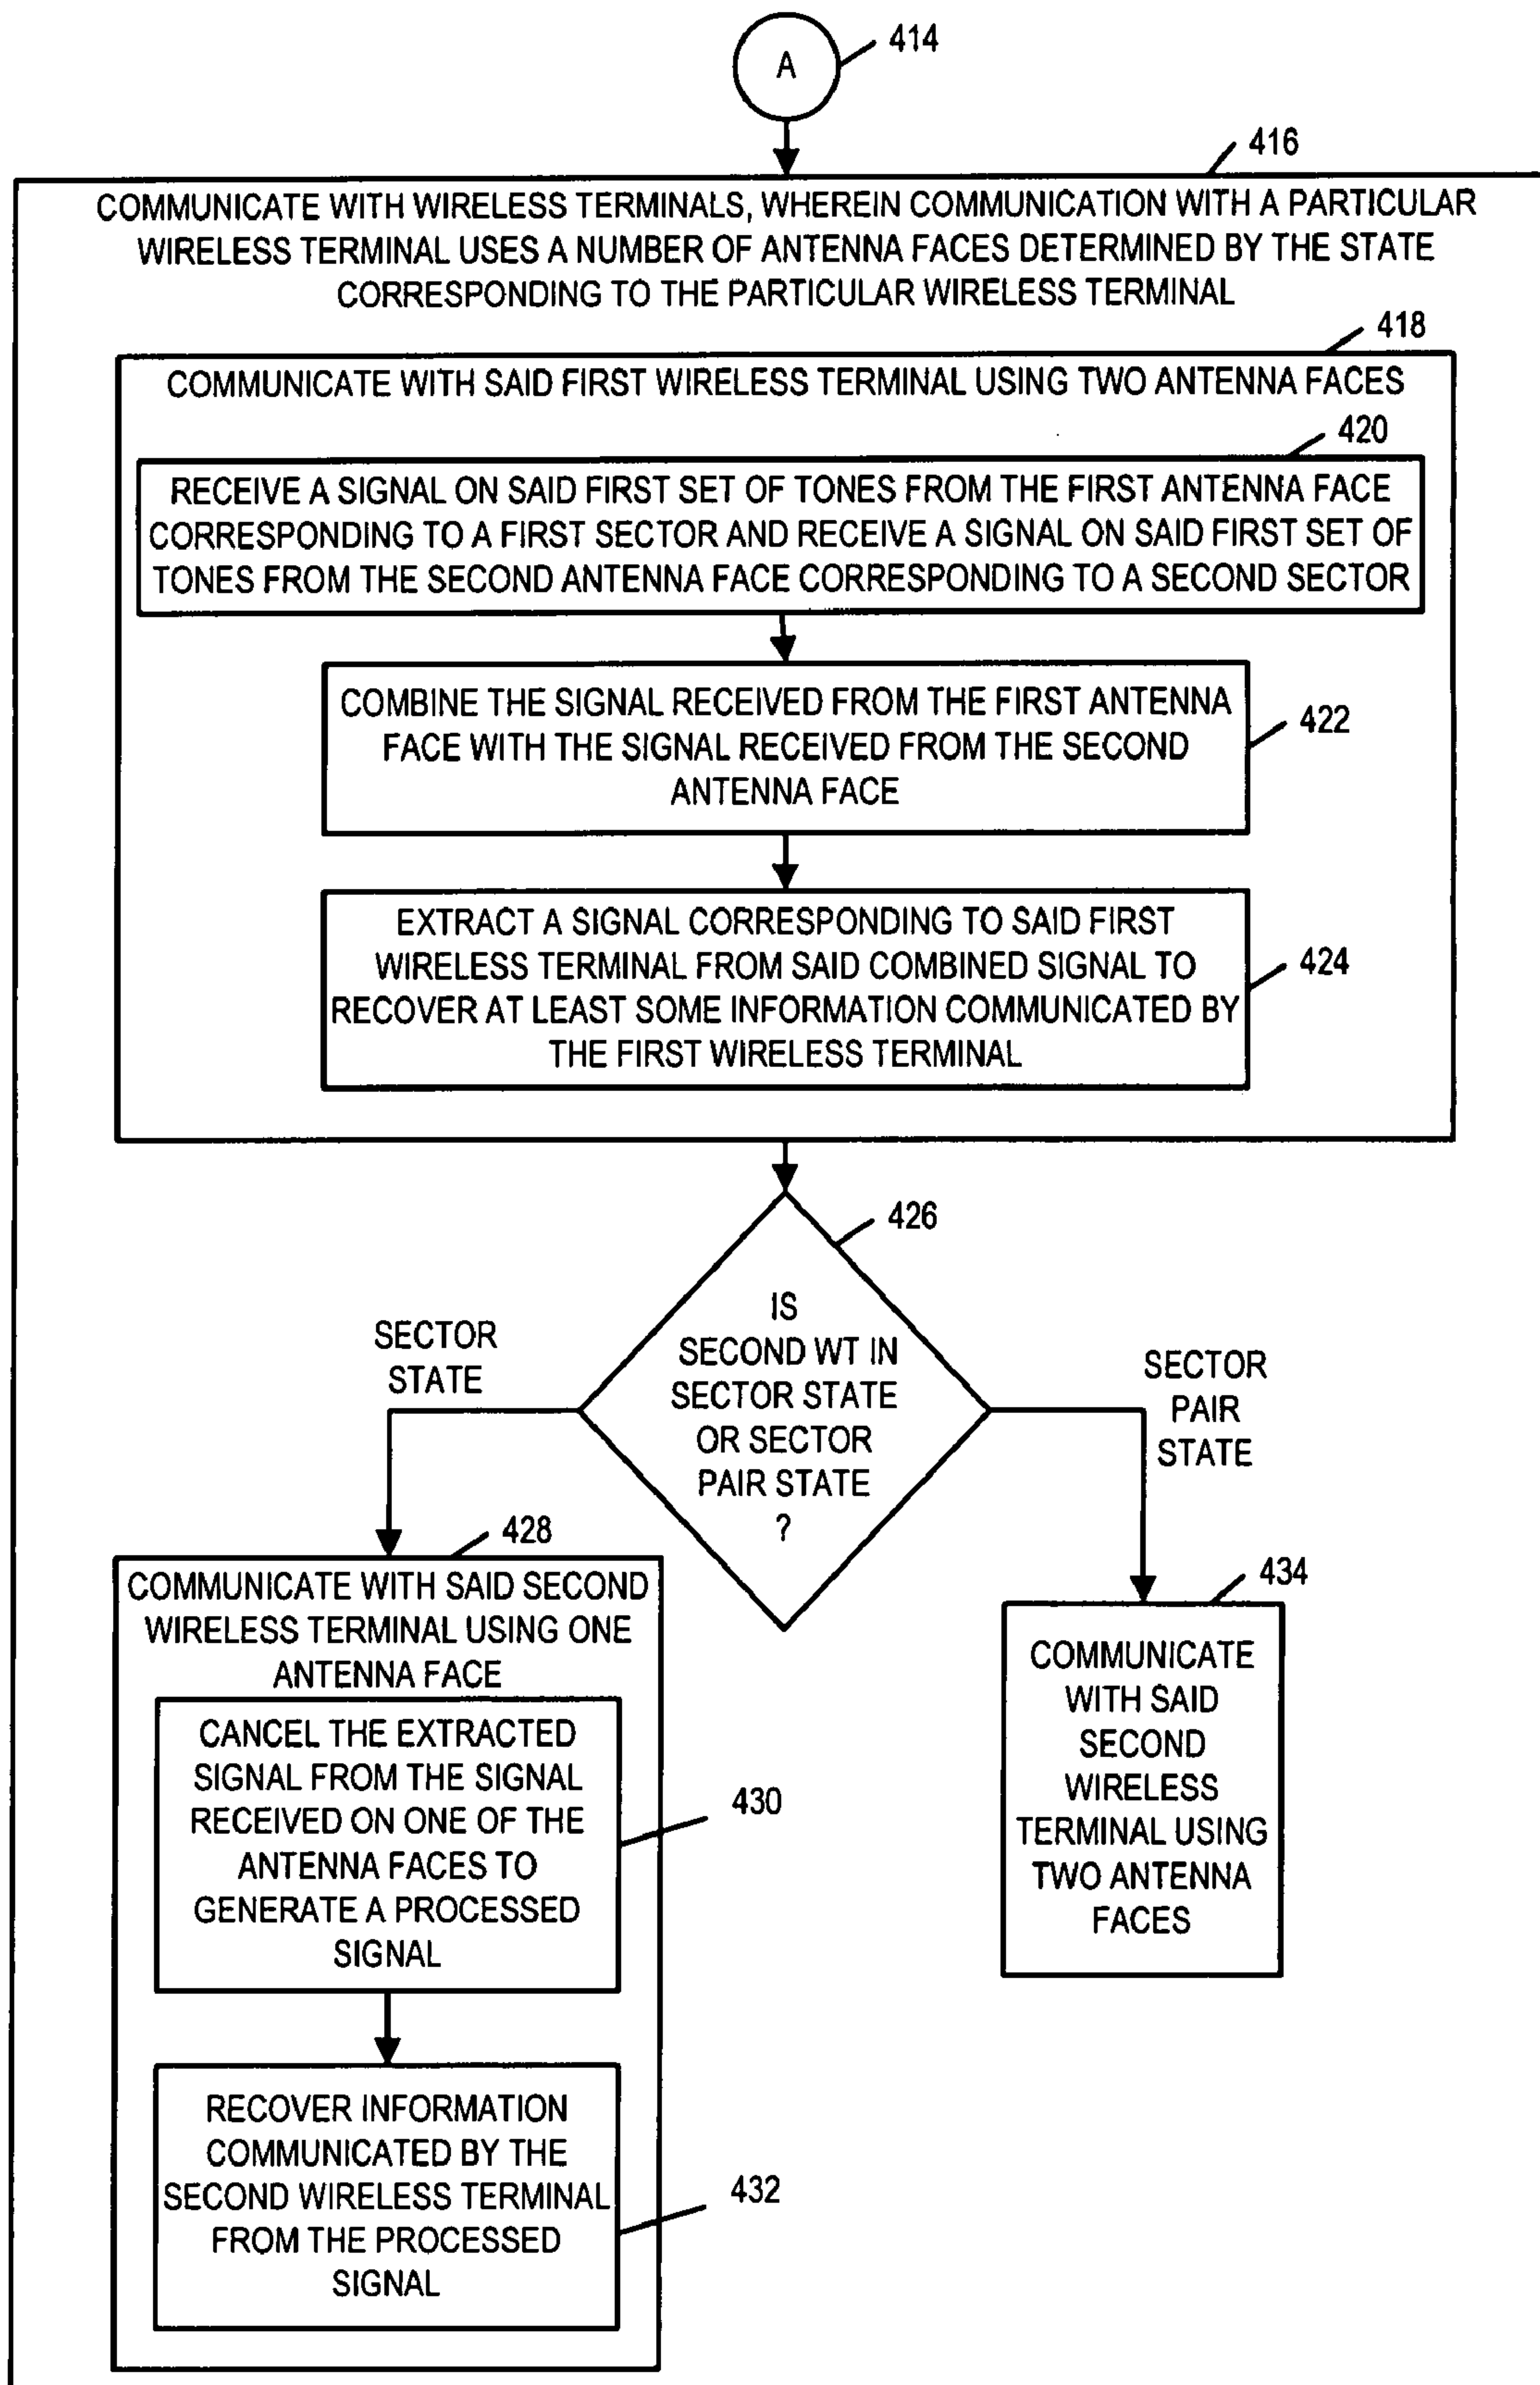 A
414
416
COMMUNICATE WITH WIRELESS TERMINALS, WHEREIN COMMUNICATION WITH A PARTICULAR
WIRELESS TERMINAL USES A NUMBER OF ANTENNA FACES DETERMINED BY THE STATE
CORRESPONDING TO THE PARTICULAR WIRELESS TERMINAL
418
COMMUNICATE WITH SAID FIRST WIRELESS TERMINAL USING TWO ANTENNA FACES
420
RECEIVE A SIGNAL ON SAID FIRST SET OF TONES FROM THE FIRST ANTENNA FACE
CORRESPONDING TO A FIRST SECTOR AND RECEIVE A SIGNAL ON SAID FIRST SET OF
TONES FROM THE SECOND ANTENNA FACE CORRESPONDING TO A SECOND SECTOR
COMBINE THE SIGNAL RECEIVED FROM THE FIRST ANTENNA
FACE WITH THE SIGNAL RECEIVED FROM THE SECOND
ANTENNA FACE
422
EXTRACT A SIGNAL CORRESPONDING TO SAID FIRST
WIRELESS TERMINAL FROM SAID COMBINED SIGNAL TO
RECOVER AT LEAST SOME INFORMATION COMMUNICATED BY
THE FIRST WIRELESS TERMINAL
424
426
IS
SECOND WT IN
SECTOR STATE
OR SECTOR
PAIR STATE
?
SECTOR
STATE
SECTOR
PAIR
STATE
428
COMMUNICATE WITH SAID SECOND
WIRELESS TERMINAL USING ONE
ANTENNA FACE
CANCEL THE EXTRACTED
SIGNAL FROM THE SIGNAL
RECEIVED ON ONE OF THE
ANTENNA FACES TO
GENERATE A PROCESSED
SIGNAL
430
RECOVER INFORMATION
COMMUNICATED BY THE
SECOND WIRELESS TERMINAL
FROM THE PROCESSED
SIGNAL
432
434
COMMUNICATE
WITH SAID
SECOND
WIRELESS
TERMINAL USING
TWO ANTENNA
FACES